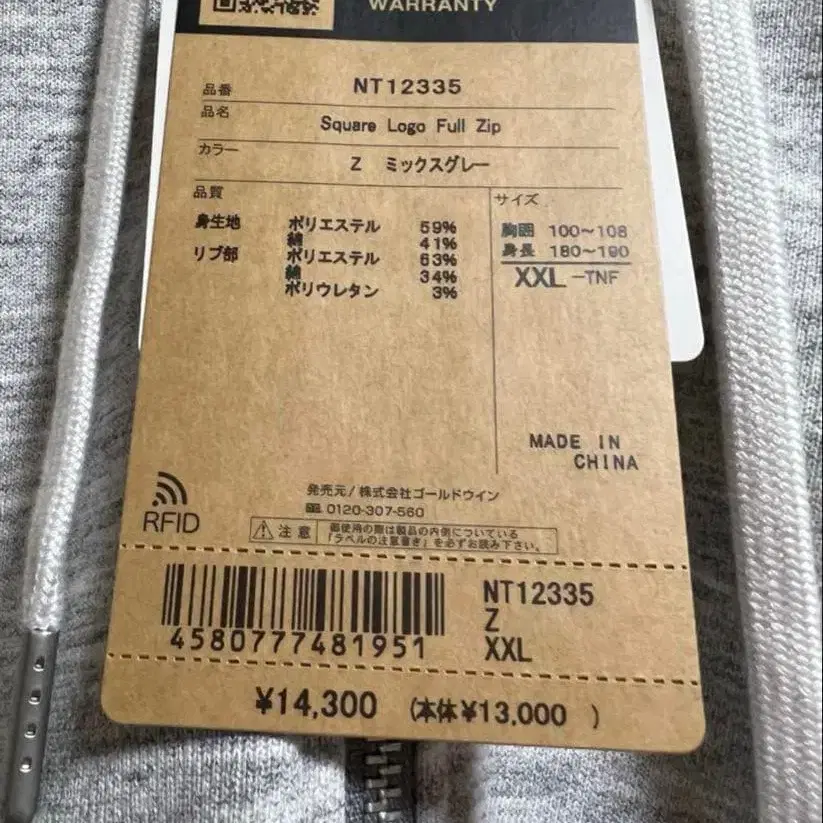 WARRANTY
品番 NT12335
品名 Square Logo Full Zip
カラー Z ミックスグレー
品質
身生地 ポリエステル 59%
綿 41%
リブ部 ポリエステル 63%
綿 34%
ポリウレタン 3%
サイズ
胸囲 100〜108
身長 180〜190
XXL-TNF
MADE IN
CHINA
RFID
発売元/株式会社ゴールドウイン
0120-307-560
注意 御使用の際は製品の内側についている
「ラベルの注意書き」を必ずお読み下さい。
4580777481951
NT12335
Z
XXL
¥14,300 (本体¥13,000 )